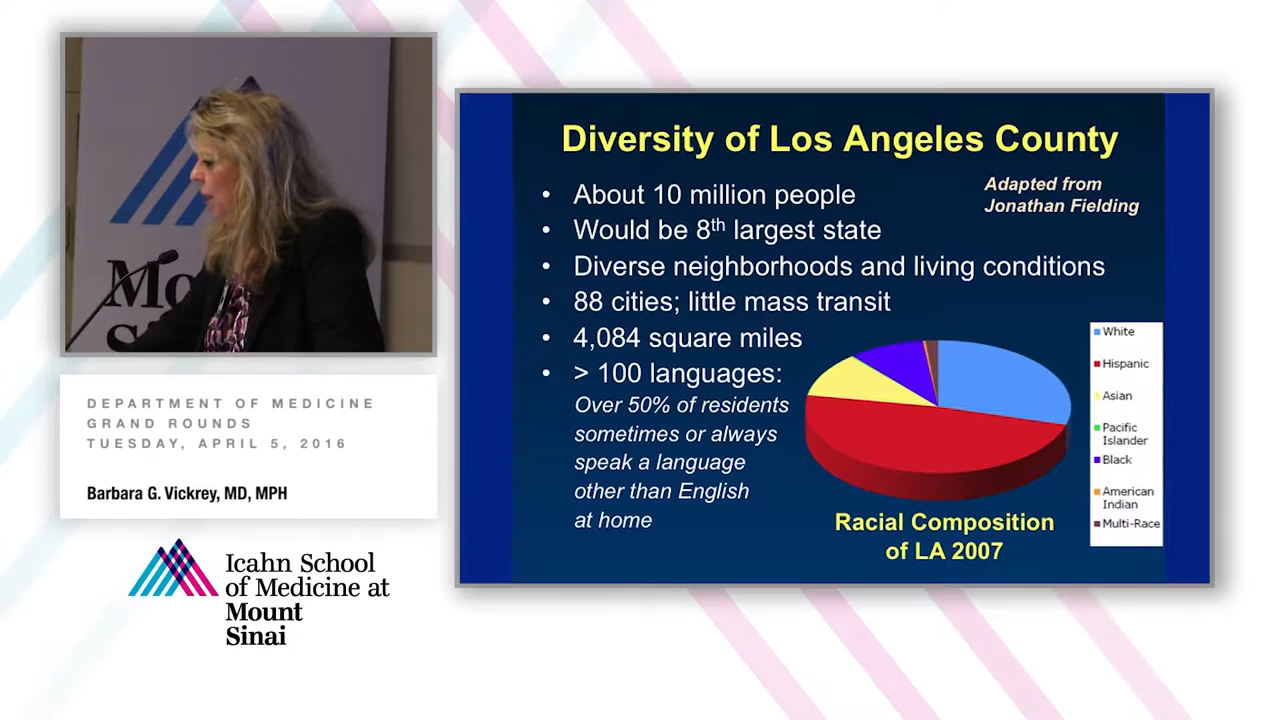 Mo
Si
DEPARTMENT OF MEDICINE
GRAND ROUNDS
TUESDAY, APRIL 5, 2016
Barbara G. Vickrey, MD, MPH
Icahn School
of Medicine at
Mount
Sinai
Diversity of Los Angeles County
Adapted from
Jonathan Fielding
• About 10 million people
• Would be 8th largest state
• Diverse neighborhoods and living conditions
• 88 cities; little mass transit
• 4,084 square miles
• > 100 languages:
Over 50% of residents
sometimes or always
speak a language
other than English
at home
White
Hispanic
Asian
Pacific
Islander
Black
American
Indian
Multi-Race
Racial Composition
of LA 2007